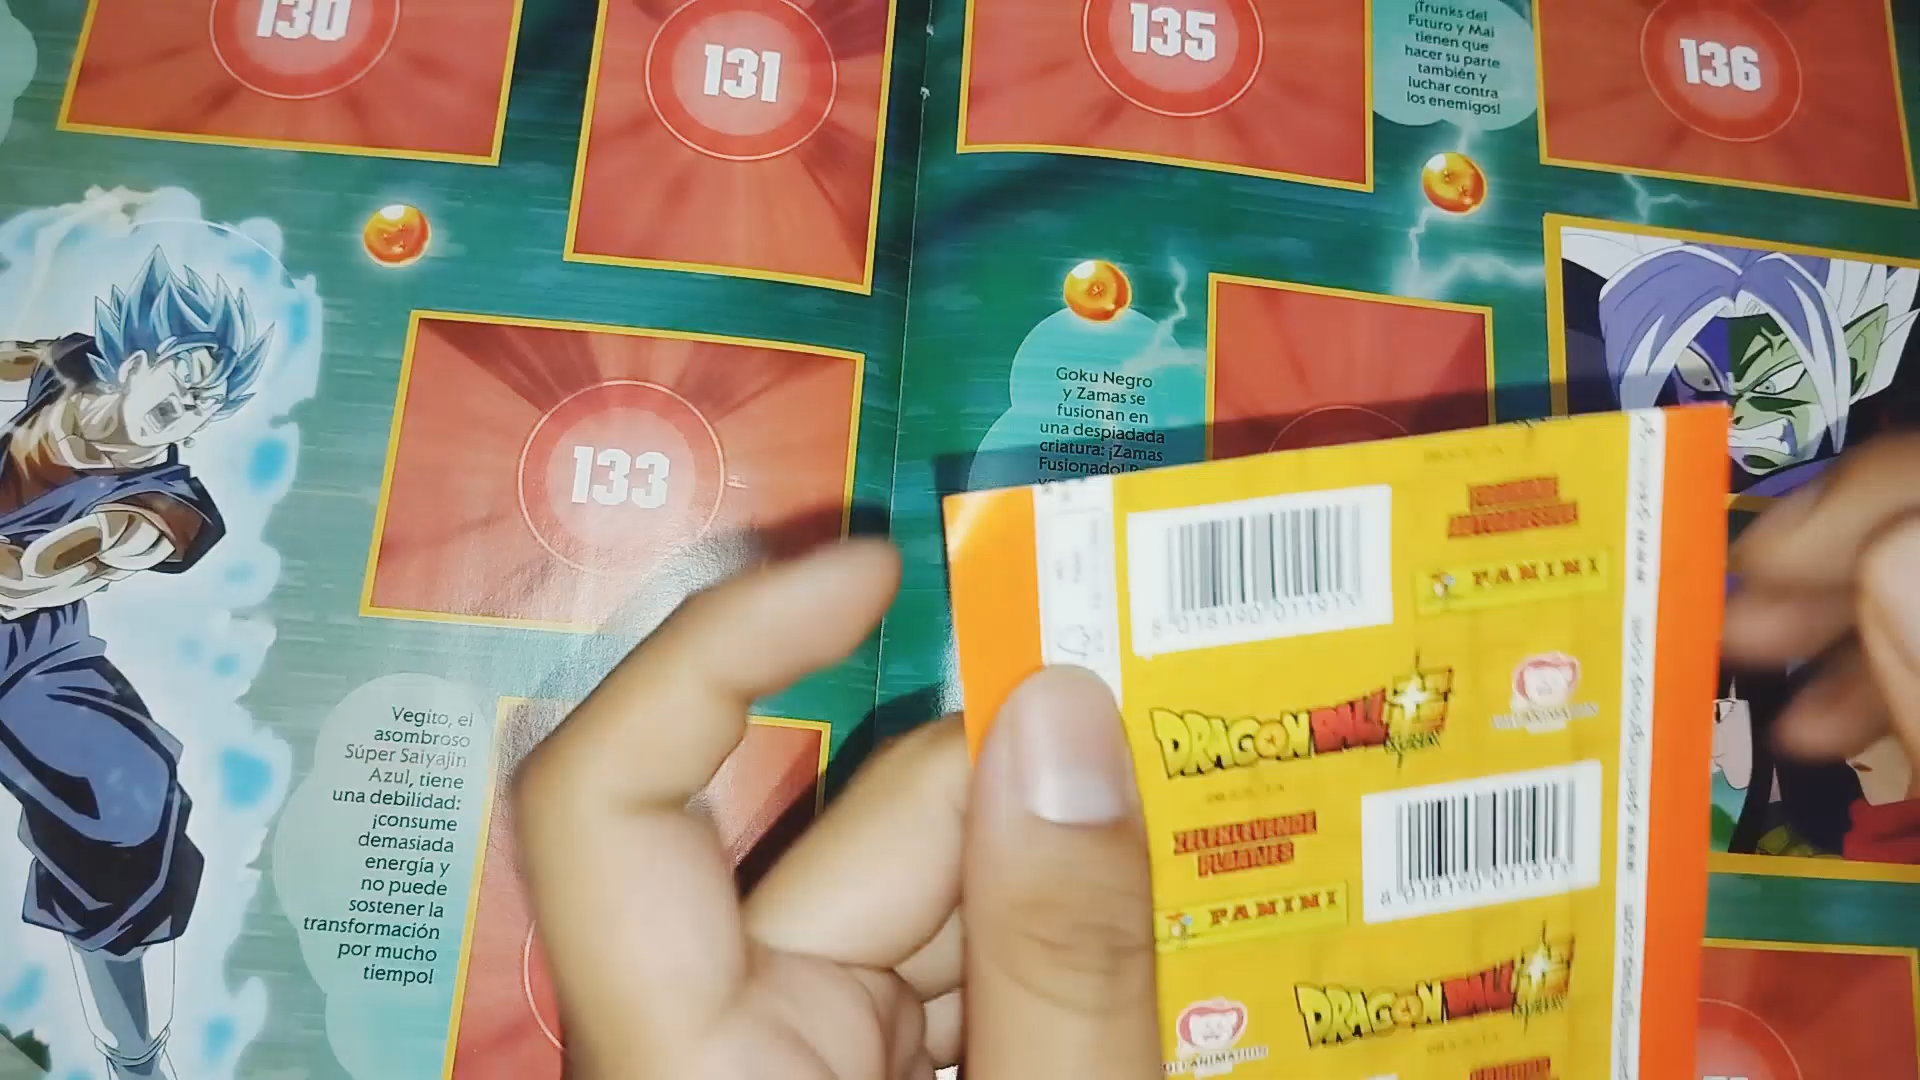 130
131
135
¡Trunks del
Futuro y Mai
tienen que
hacer su parte
también y
luchar contra
los enemigos!
136
133
Goku Negro
y Zamas se
fusionan en
una despiadada
criatura: ¡Zamas
Fusionado!
Vegito, el
asombroso
Súper Saiyajin
Azul, tiene
una debilidad:
¡consume
demasiada
energía y
no puede
sostener la
transformación
por mucho
tiempo!
PANINI
DRAGON BALL
ZELFKLEVENDE
PLAATJES
PANINI
DRAGON BALL